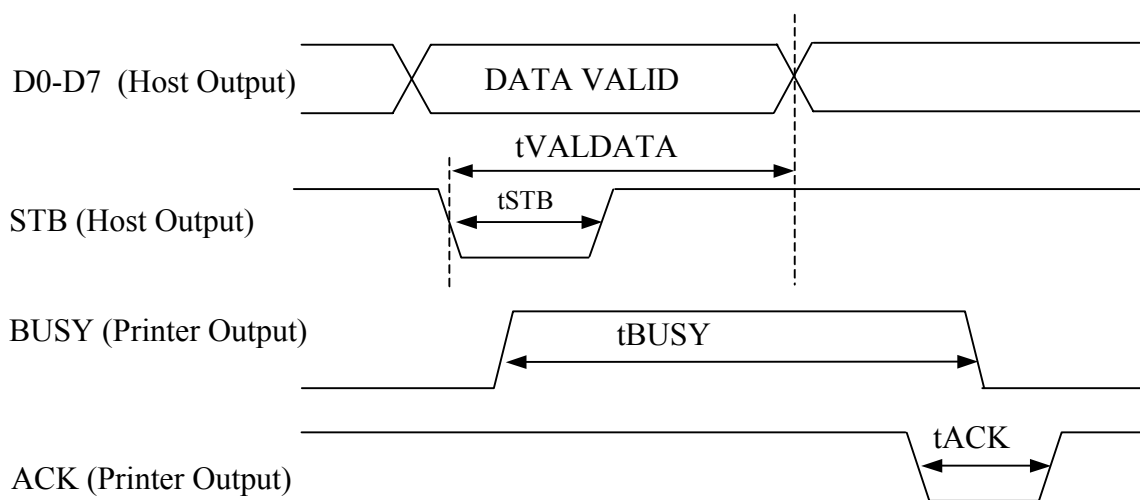 D0-D7 (Host Output)
DATA VALID
tVALDATA
tSTB
STB (Host Output)
BUSY (Printer Output)
tBUSY
tACK
ACK (Printer Output)